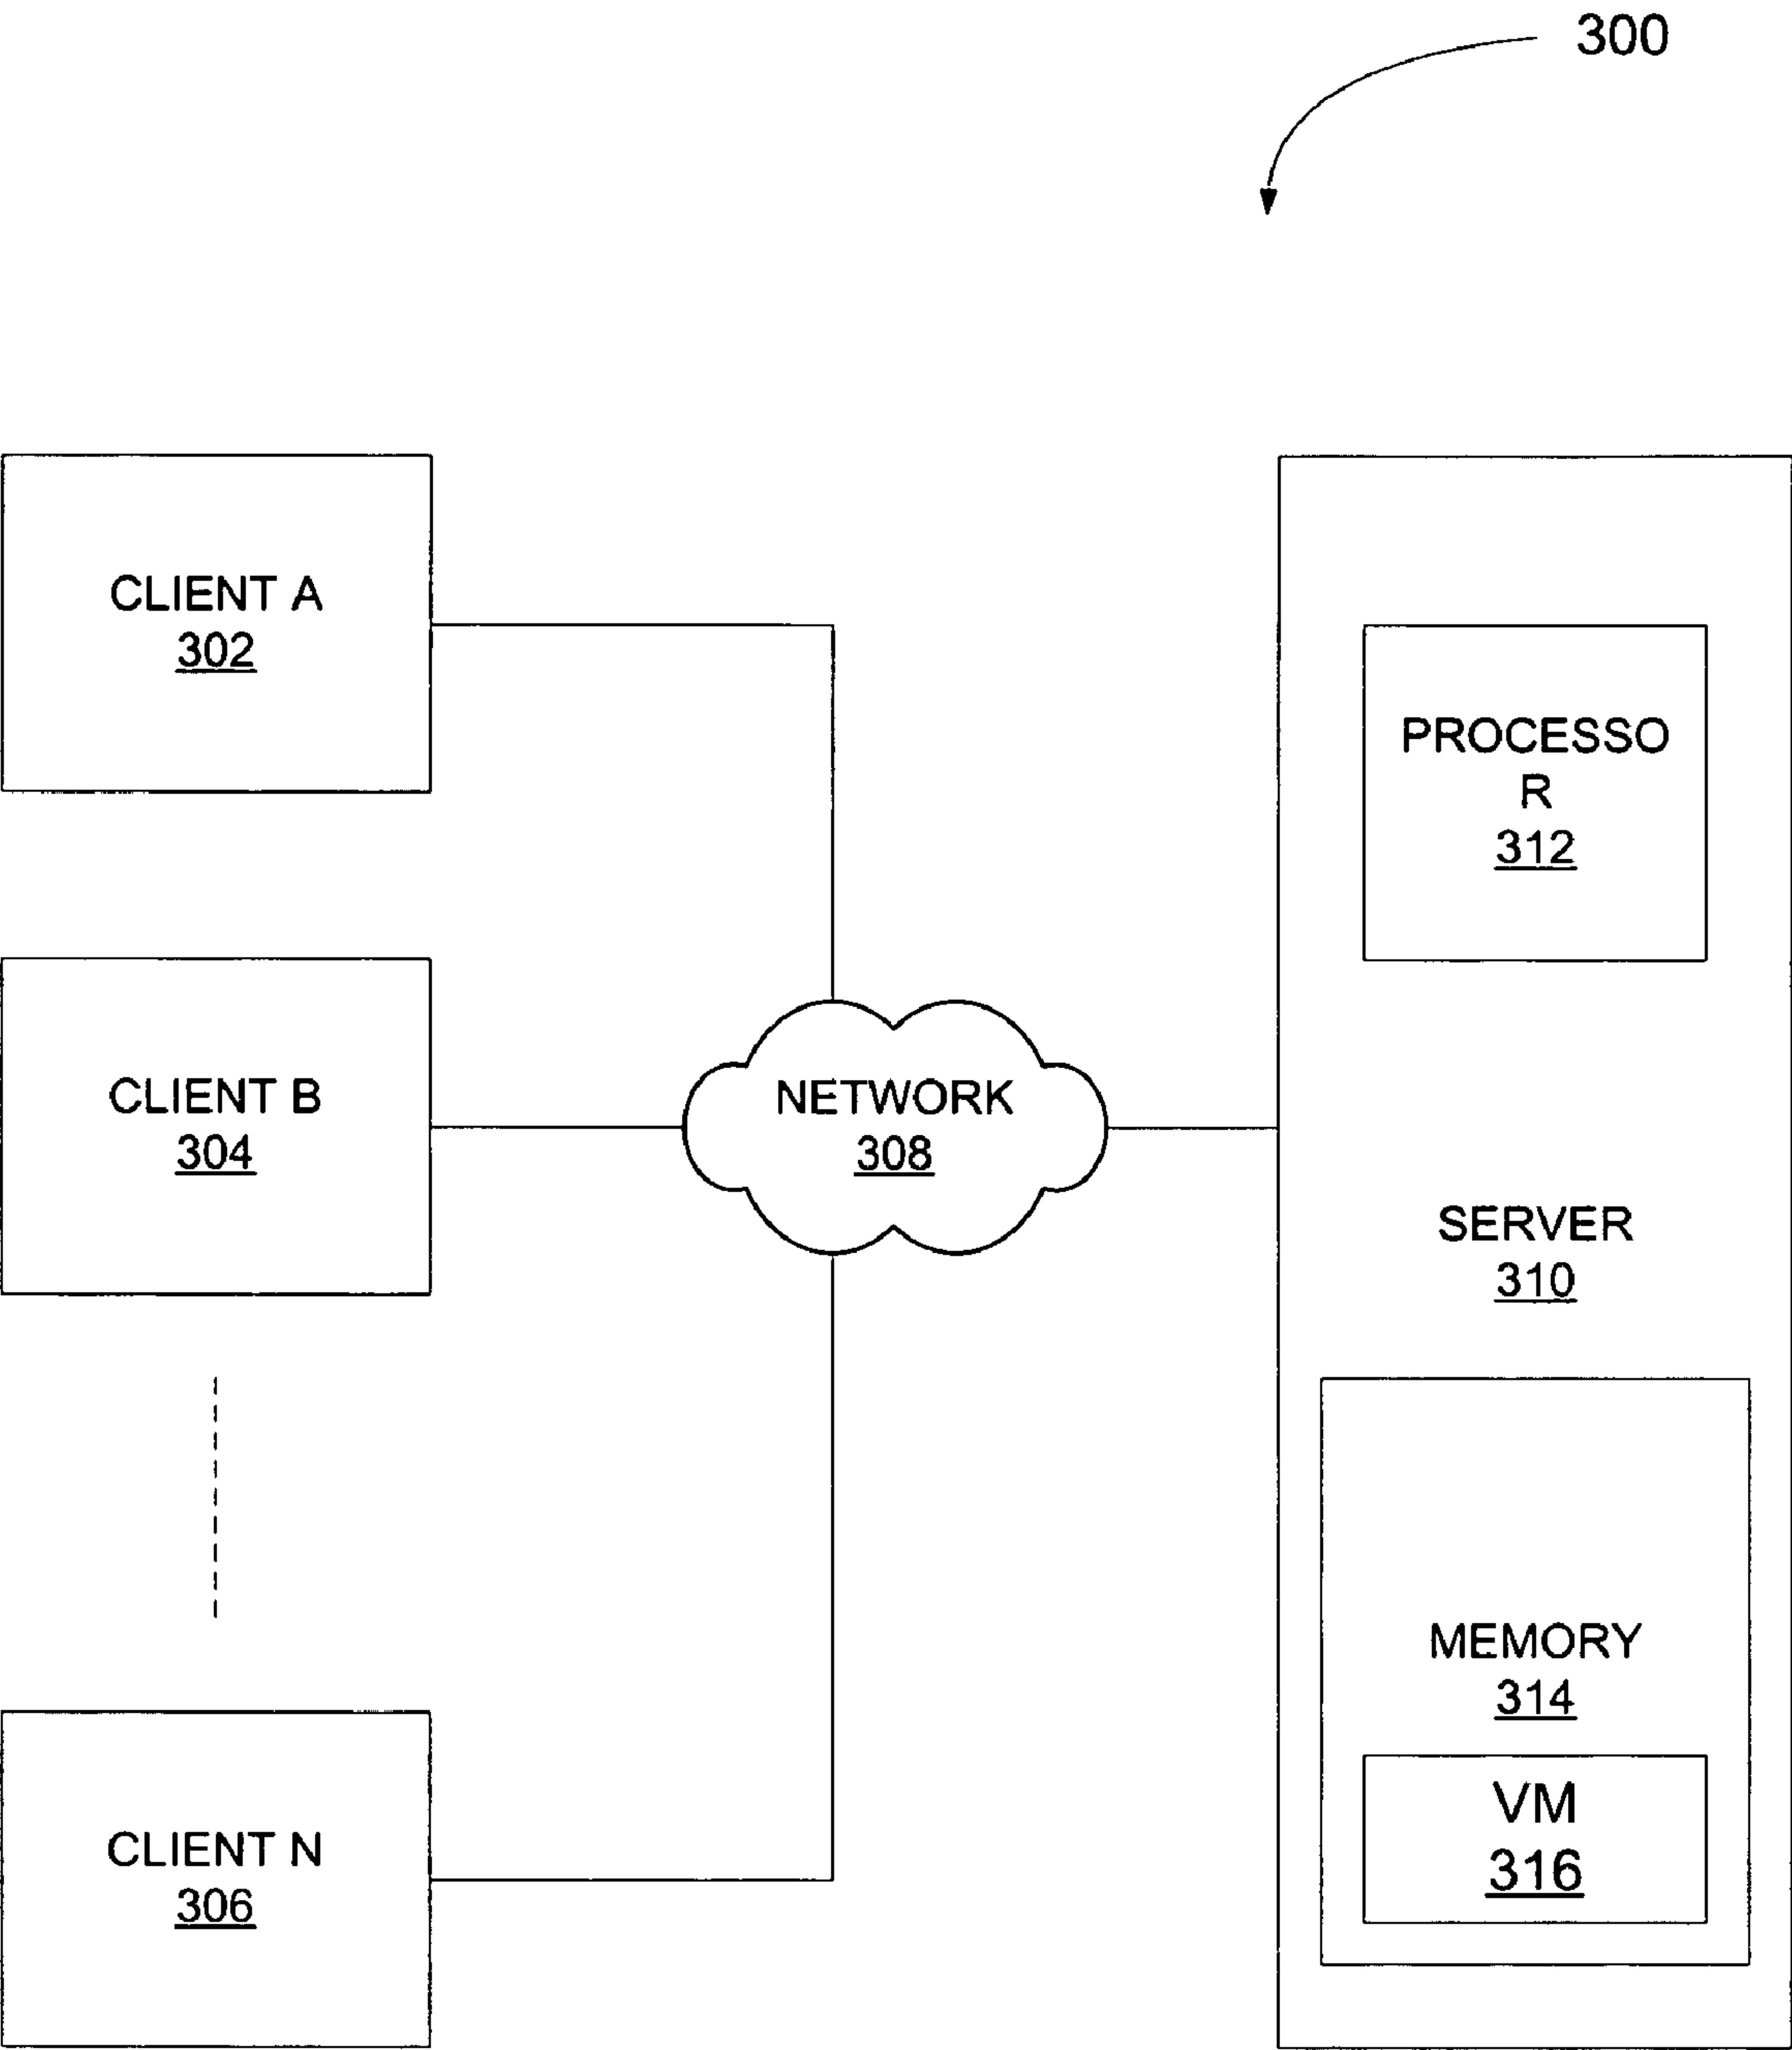 300
CLIENT A
302
PROCESSO
R
312
CLIENT B
304
NETWORK
308
SERVER
310
MEMORY
314
VM
316
CLIENT N
306